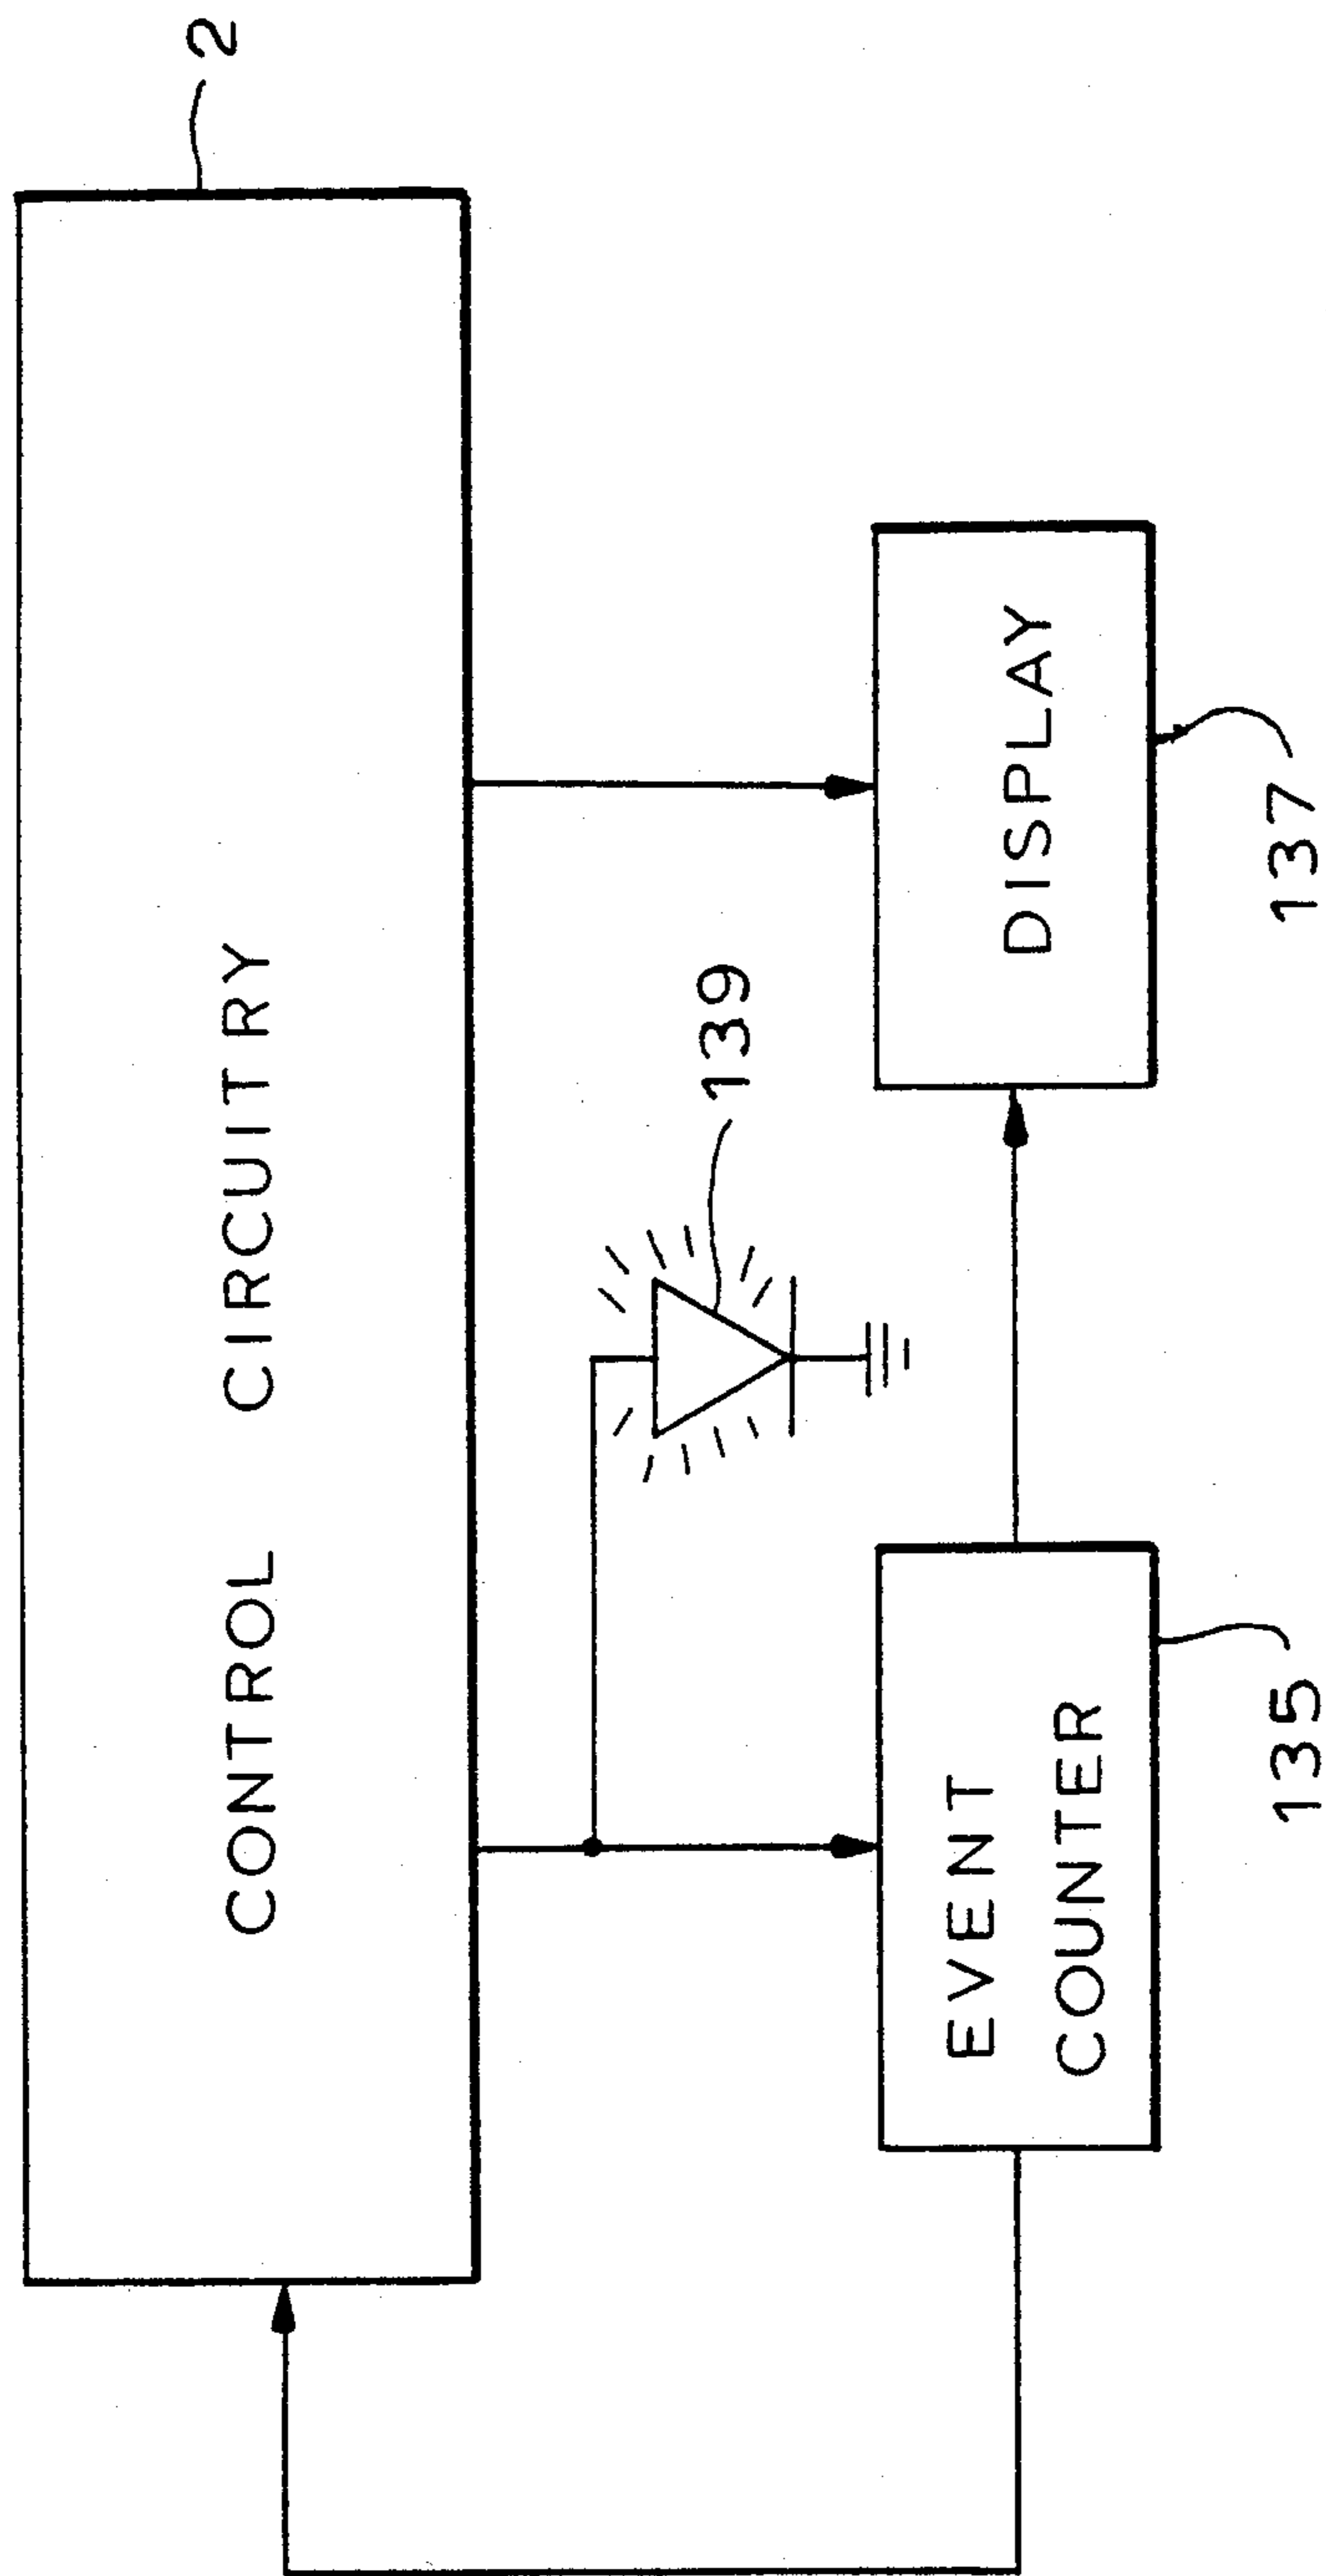 2
CONTROL CIRCUITRY
139
EVENT
COUNTER
DISPLAY
135
137